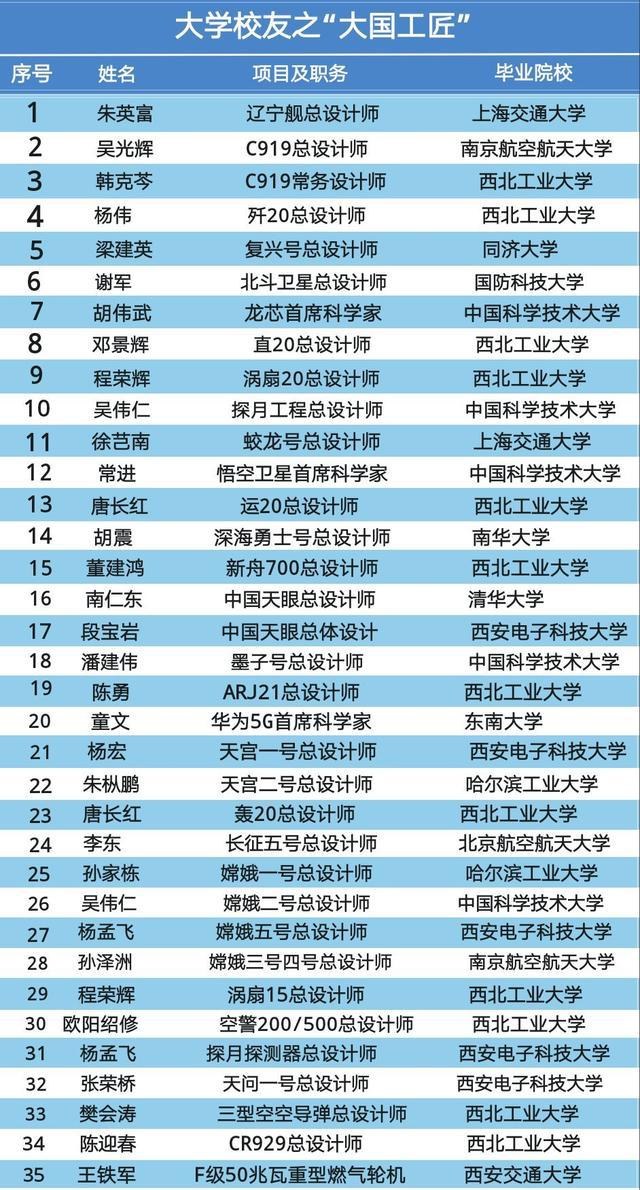 大学校友之“大国工匠”
序号 姓名 项目及职务 毕业院校
1 朱英富 辽宁舰总设计师 上海交通大学
2 吴光辉 C919总设计师 南京航空航天大学
3 韩克芩 C919常务设计师 西北工业大学
4 杨伟 歼20总设计师 西北工业大学
5 梁建英 复兴号总设计师 同济大学
6 谢军 北斗卫星总设计师 国防科技大学
7 胡伟武 龙芯首席科学家 中国科学技术大学
8 邓景辉 直20总设计师 西北工业大学
9 程荣辉 涡扇20总设计师 西北工业大学
10 吴伟仁 探月工程总设计师 中国科学技术大学
11 徐芑南 蛟龙号总设计师 上海交通大学
12 常进 悟空卫星首席科学家 中国科学技术大学
13 唐长红 运20总设计师 西北工业大学
14 胡震 深海勇士号总设计师 南华大学
15 董建鸿 新舟700总设计师 西北工业大学
16 南仁东 中国天眼总设计师 清华大学
17 段宝岩 中国天眼总体设计 西安电子科技大学
18 潘建伟 墨子号总设计师 中国科学技术大学
19 陈勇 ARJ21总设计师 西北工业大学
20 童文 华为5G首席科学家 东南大学
21 杨宏 天宫一号总设计师 西安电子科技大学
22 朱枞鹏 天宫二号总设计师 哈尔滨工业大学
23 唐长红 轰20总设计师 西北工业大学
24 李东 长征五号总设计师 北京航空航天大学
25 孙家栋 嫦娥一号总设计师 哈尔滨工业大学
26 吴伟仁 嫦娥二号总设计师 中国科学技术大学
27 杨孟飞 嫦娥五号总设计师 西安电子科技大学
28 孙泽洲 嫦娥三号四号总设计师 南京航空航天大学
29 程荣辉 涡扇15总设计师 西北工业大学
30 欧阳绍修 空警200/500总设计师 西北工业大学
31 杨孟飞 探月探测器总设计师 西安电子科技大学
32 张荣桥 天问一号总设计师 西安电子科技大学
33 樊会涛 三型空空导弹总设计师 西北工业大学
34 陈迎春 CR929总设计师 西北工业大学
35 王铁军 F级50兆瓦重型燃气轮机 西安交通大学